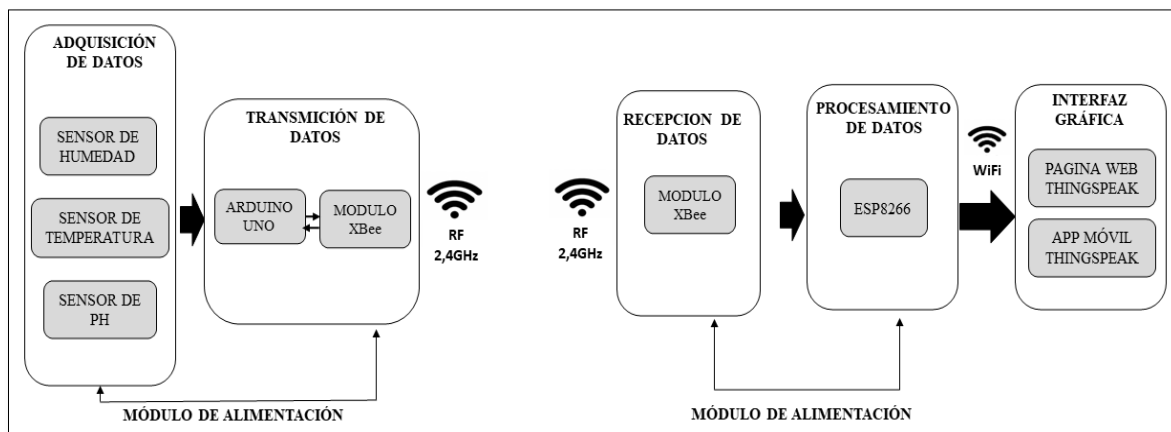 ADQUISICIÓN
DE DATOS
SENSOR DE
HUMEDAD
SENSOR DE
TEMPERATURA
SENSOR DE
PH
TRANSMICIÓN DE
DATOS
ARDUINO
UNO
MODULO
XBee
RF
2,4GHz
MÓDULO DE ALIMENTACIÓN
RF
2,4GHz
RECEPCION DE
DATOS
MODULO
XBee
PROCESAMIENTO
DE DATOS
ESP8266
WiFi
INTERFAZ
GRÁFICA
PAGINA WEB
THINGSPEAK
APP MÓVIL
THINGSPEAK
MÓDULO DE ALIMENTACIÓN